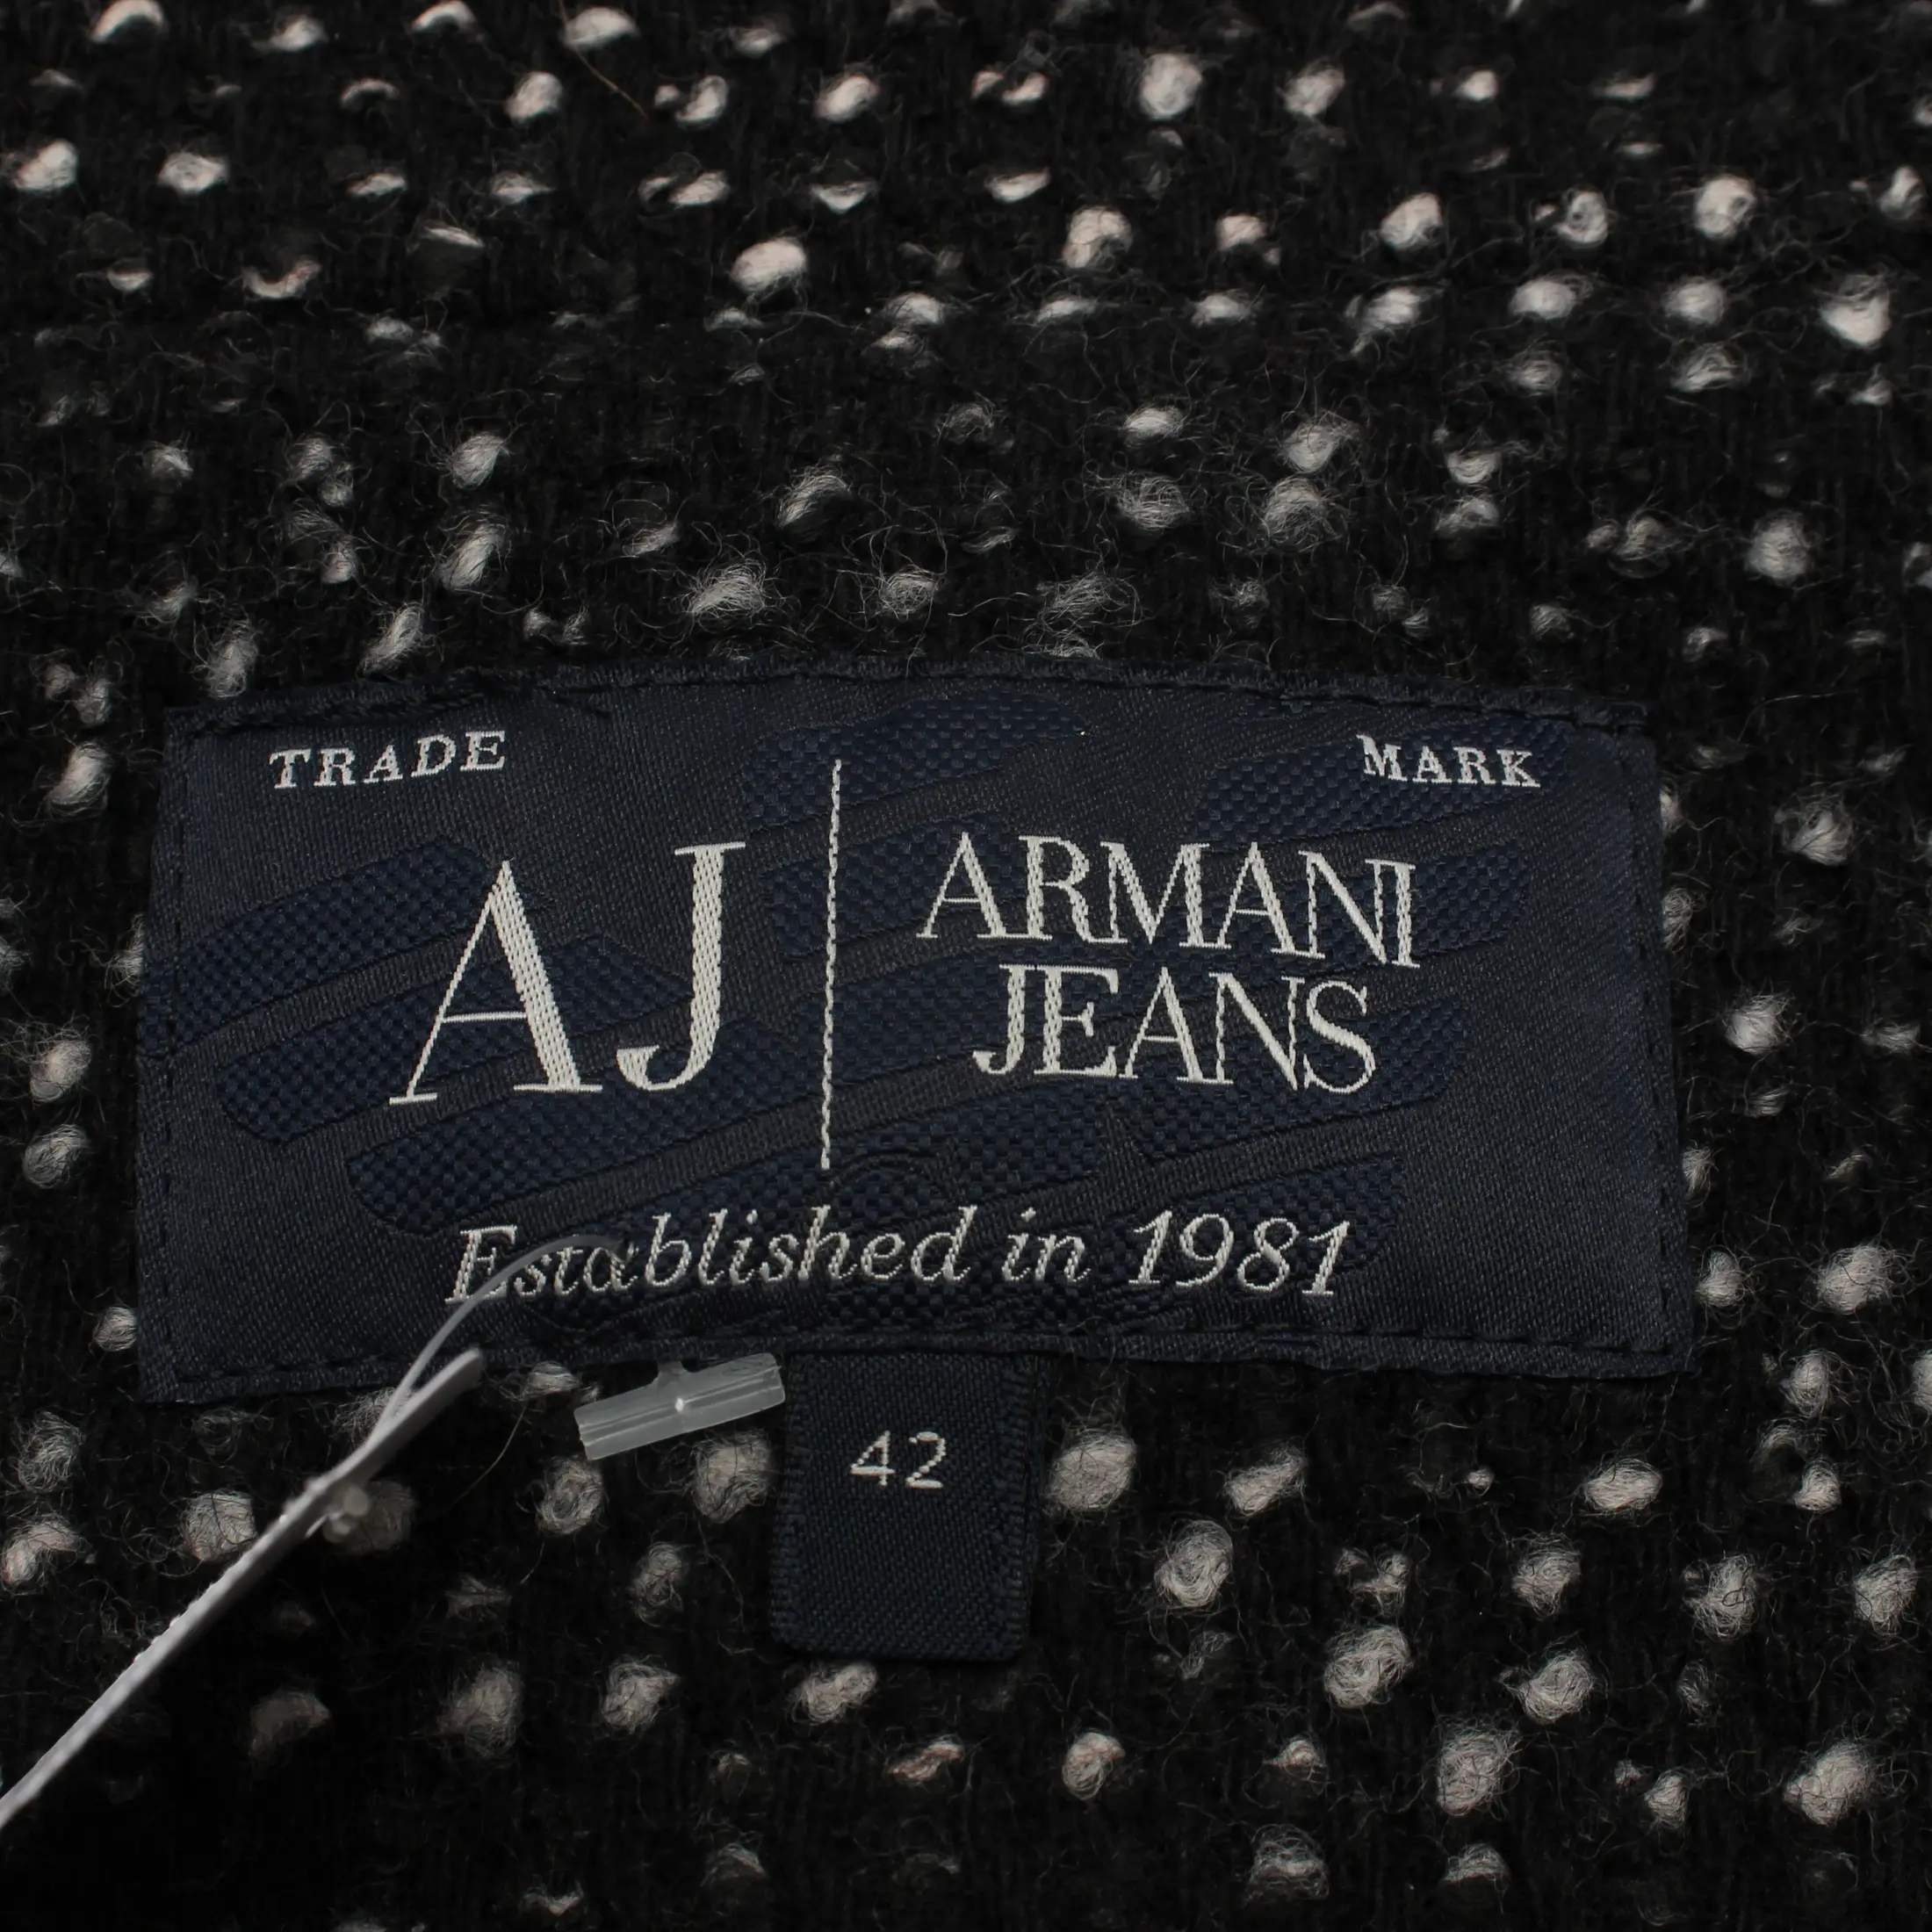 TRADE MARK
AJ
ARMANI
JEANS
Established in 1981
42